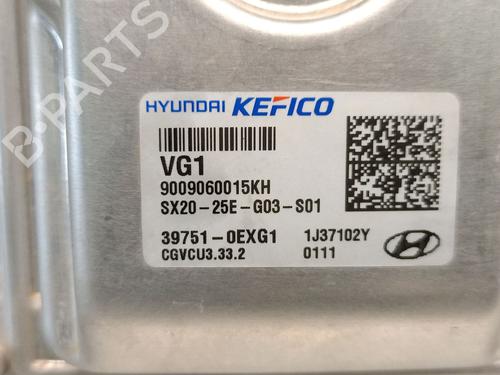 B-PARTS
HYUNDAI KEFICO
VG1
9009060015KH
SX20-25E-G03-S01
39751-0EXG1 1J37102Y
CGVCU3.33.2 0111